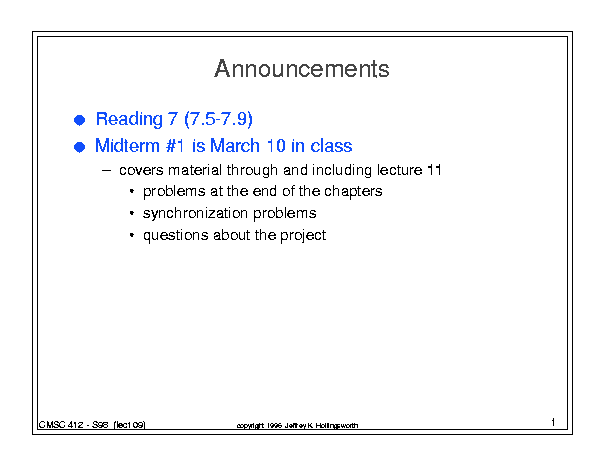 Announcements
● Reading 7 (7.5-7.9)
● Midterm #1 is March 10 in class
– covers material through and including lecture 11
• problems at the end of the chapters
• synchronization problems
• questions about the project
CMSC 412 - S98 (lect 09)
copyright 1996 Jeffrey K. Hollingsworth
1